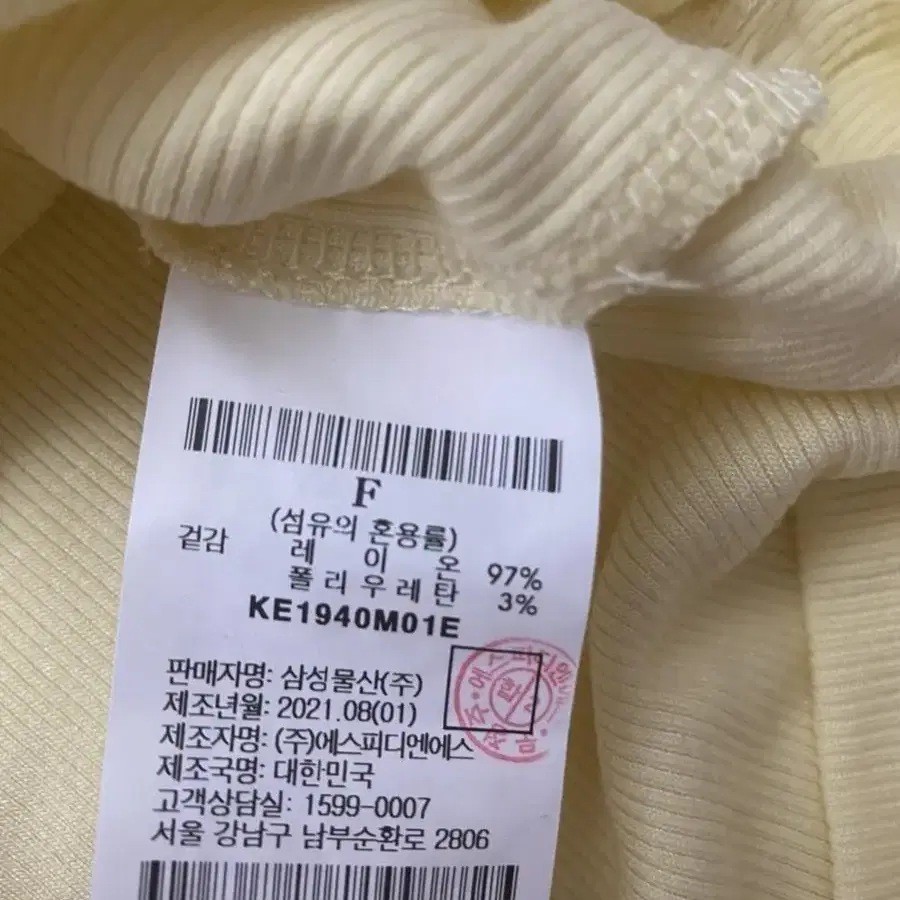 F
(섬유의 혼용률)
겉감 레이온 97%
폴리우레탄 3%
KE1940M01E
판매자명: 삼성물산(주)
제조년월: 2021.08(01)
제조자명: (주)에스피디엔에스
제조국명: 대한민국
고객상담실: 1599-0007
서울 강남구 남부순환로 2806